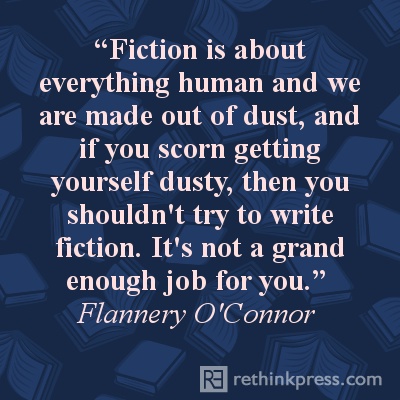 “Fiction is about
everything human and we
are made out of dust, and
if you scorn getting
yourself dusty, then you
shouldn't try to write
fiction. It's not a grand
enough job for you.”
Flannery O'Connor
RE rethinkpress.com